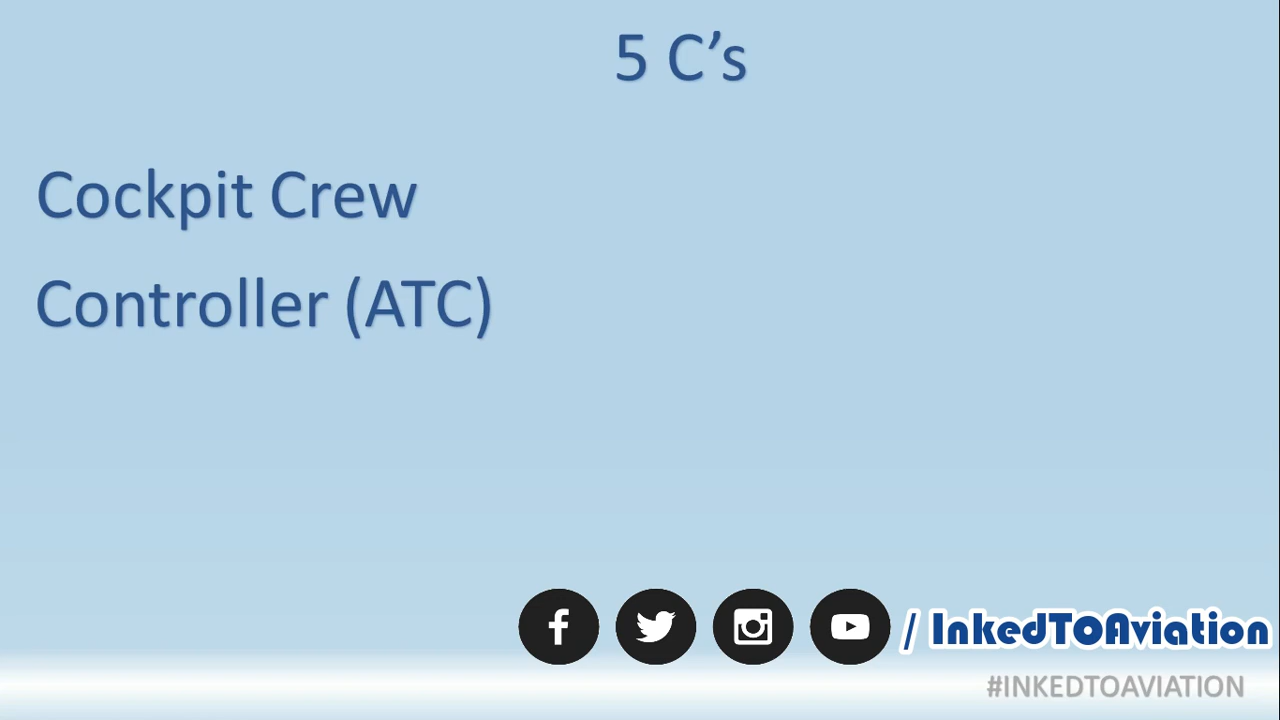 5 C’s
Cockpit Crew
Controller (ATC)
/ InkedTOAviation
#INKEDTOAVIATION